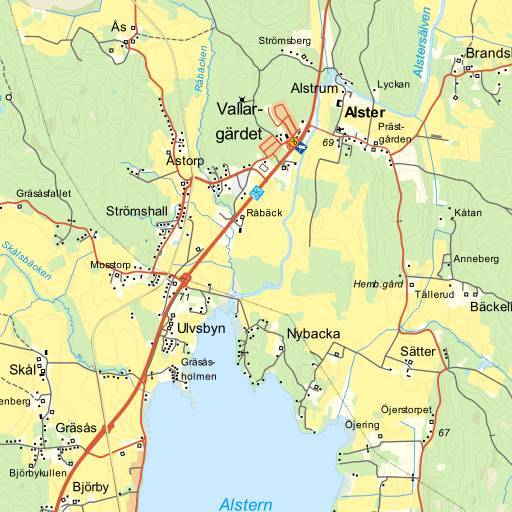 Ås
Strömsberg
Alstersälven
Brandsb
Råbäcken
Alstrum
Lyckan
Vallar-
gärdet
Alster
Präst-
gården
69
Åstorp
Gräsåsfallet
Strömshall
Råbäck
Kåtan
Skålsbäcken
Anneberg
Mosstorp
71
Hemb.gård
Tällerud
Bäckel
Ulvsbyn
Nybacka
Sätter
Skål
Gräsås-
holmen
enberg
Öjerstorpet
Gräsås
Öjering
67
Björbykullen
Björby
Alstern